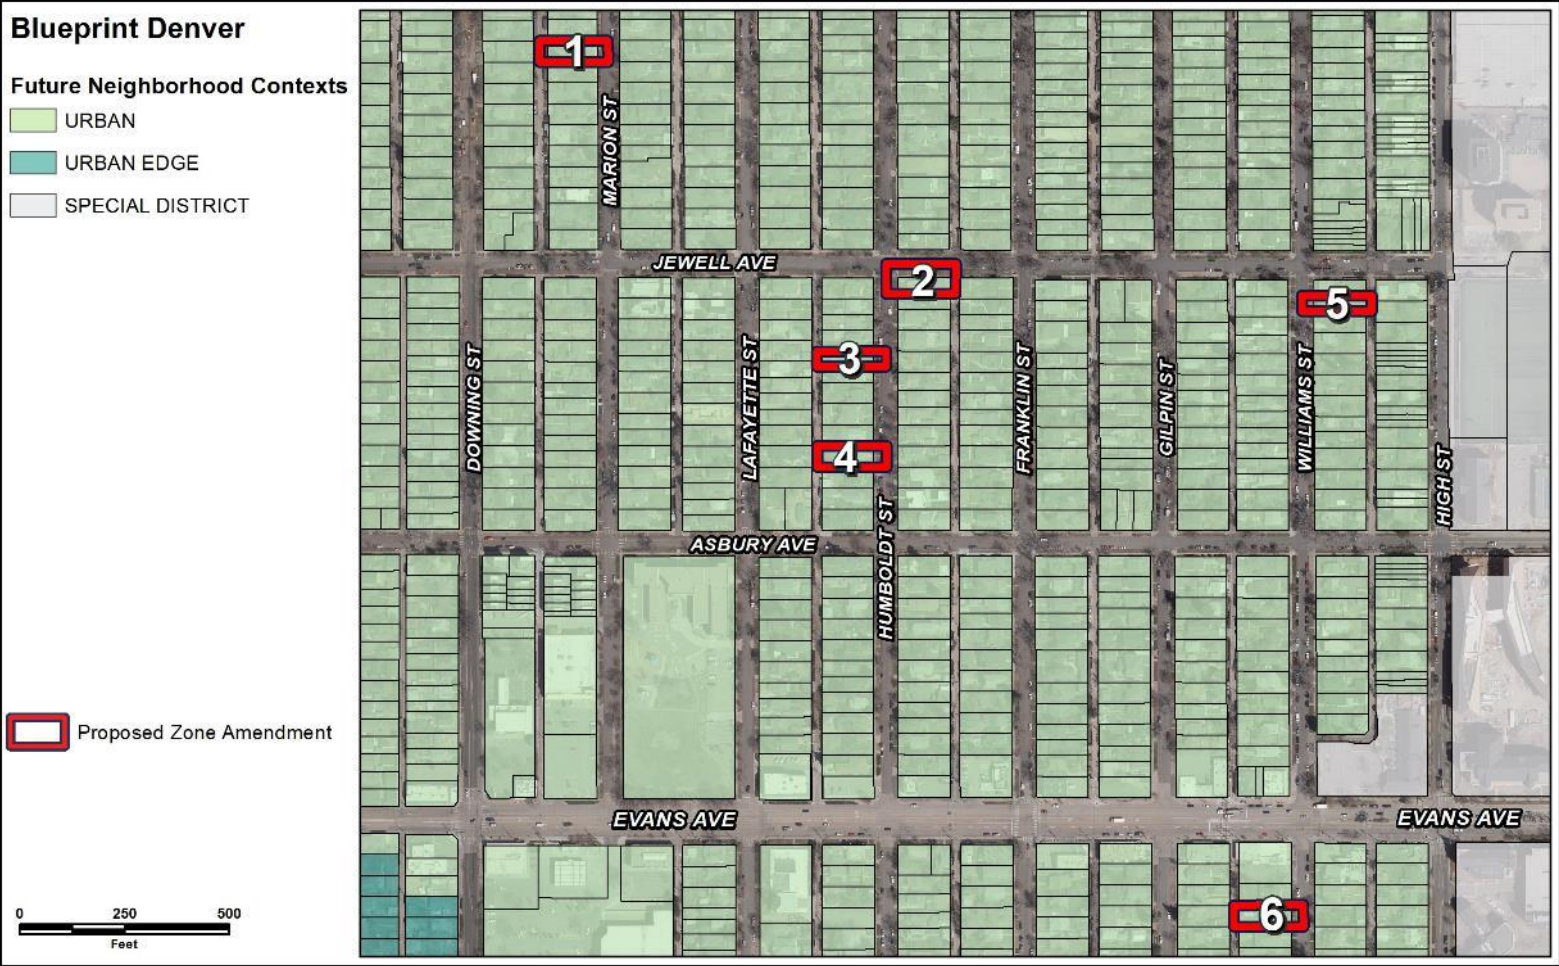 Blueprint Denver
Future Neighborhood Contexts
URBAN
URBAN EDGE
SPECIAL DISTRICT
Proposed Zone Amendment
0 250 500
Feet
1
MARION ST
JEWELL AVE
2
5
3
DOWNING ST
LAFAYETTE ST
FRANKLIN ST
GILPIN ST
WILLIAMS ST
4
HIGH ST
HUMBOLDT ST
ASBURY AVE
EVANS AVE
EVANS AVE
6